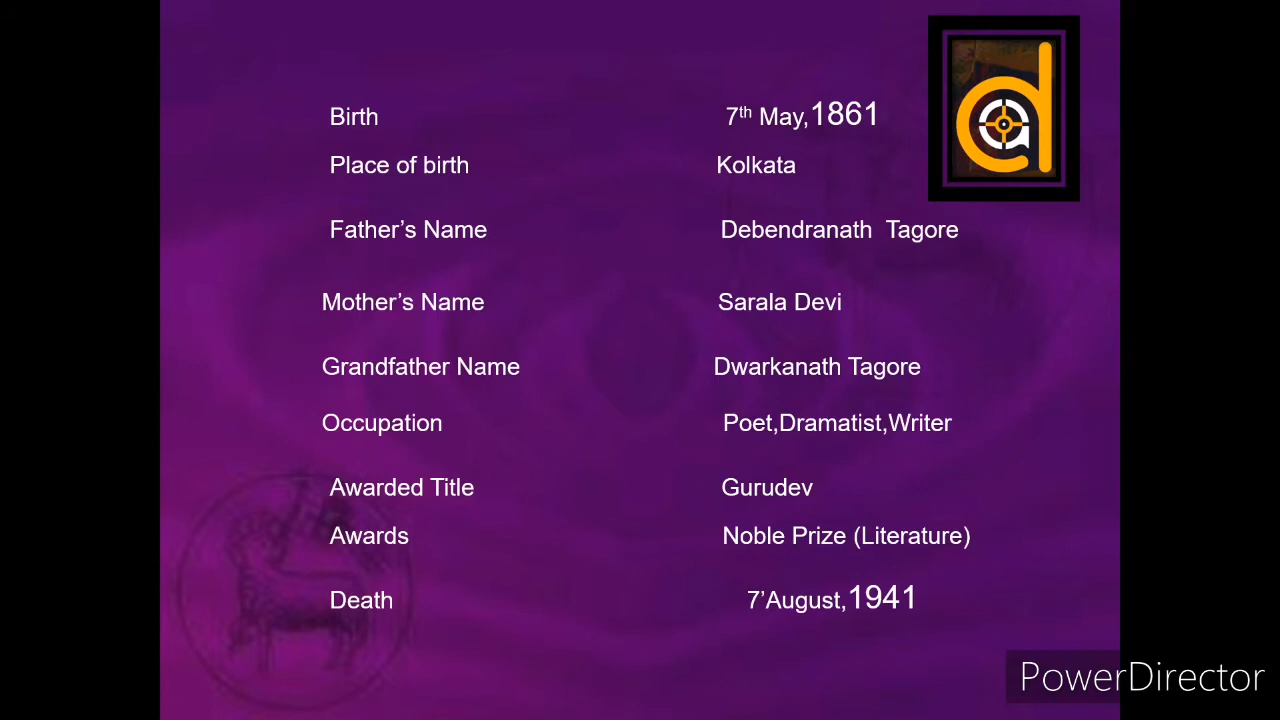 Birth 7th May,1861
Place of birth Kolkata
Father’s Name Debendranath Tagore
Mother’s Name Sarala Devi
Grandfather Name Dwarkanath Tagore
Occupation Poet,Dramatist,Writer
Awarded Title Gurudev
Awards Noble Prize (Literature)
Death 7’August,1941
PowerDirector